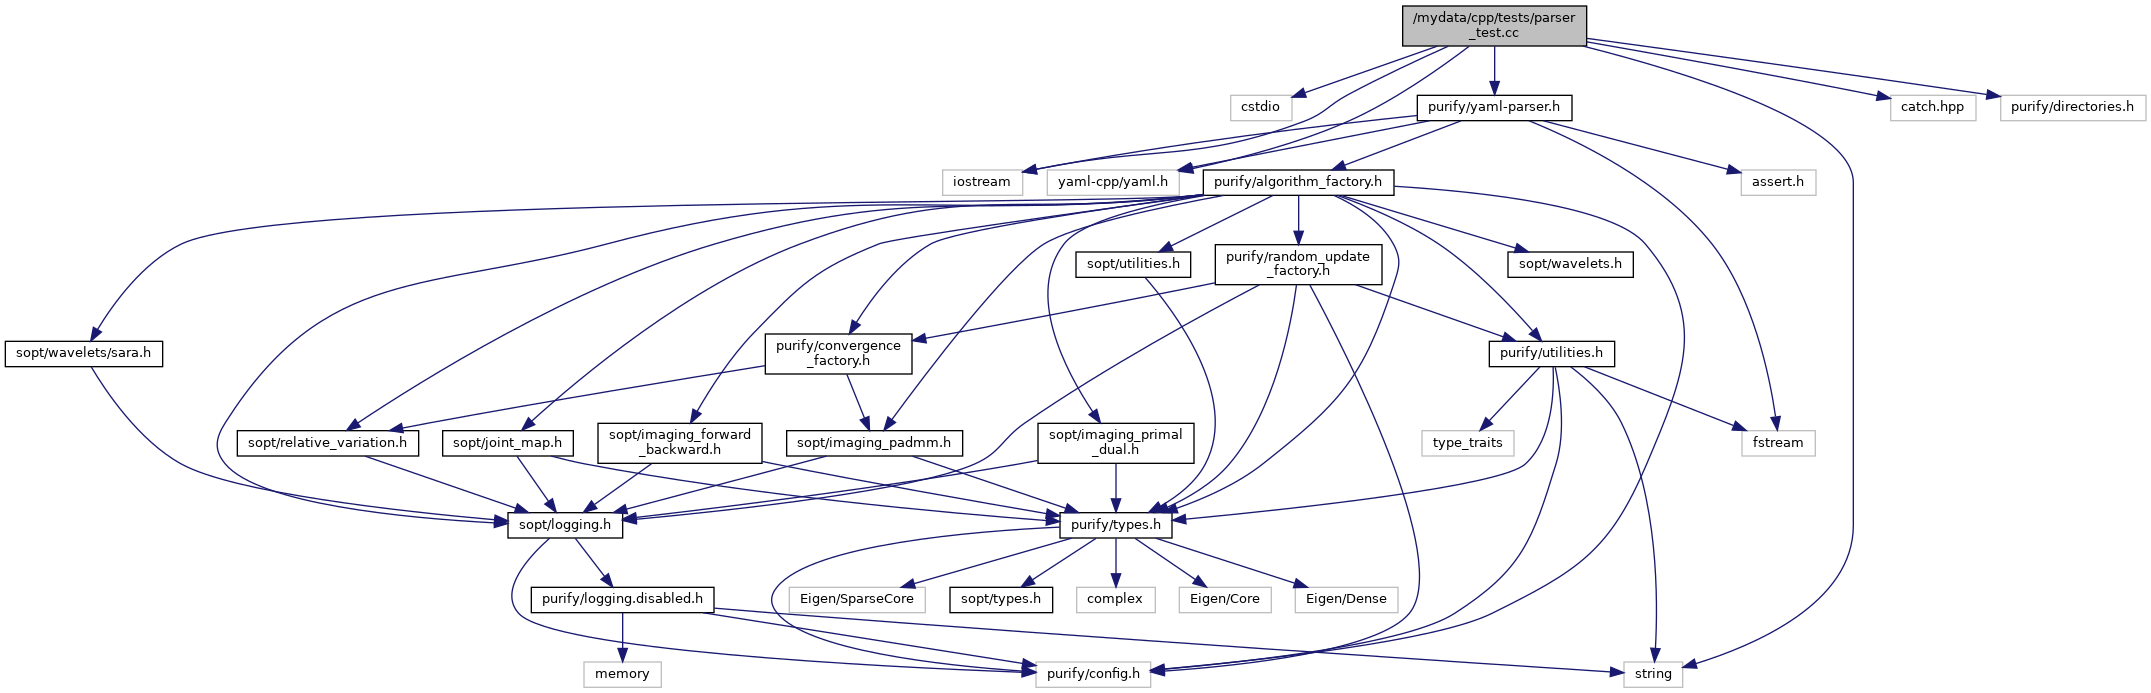 /mydata/cpp/tests/parser
_test.cc
cstdio
purify/yaml-parser.h
catch.hpp
purify/directories.h
iostream
yaml-cpp/yaml.h
purify/algorithm_factory.h
assert.h
sopt/utilities.h
purify/random_update
_factory.h
sopt/wavelets.h
sopt/wavelets/sara.h
purify/convergence
_factory.h
purify/utilities.h
sopt/relative_variation.h
sopt/joint_map.h
sopt/imaging_forward
_backward.h
sopt/imaging_padmm.h
sopt/imaging_primal
_dual.h
type_traits
fstream
sopt/logging.h
purify/types.h
purify/logging.disabled.h
Eigen/SparseCore
sopt/types.h
complex
Eigen/Core
Eigen/Dense
memory
purify/config.h
string